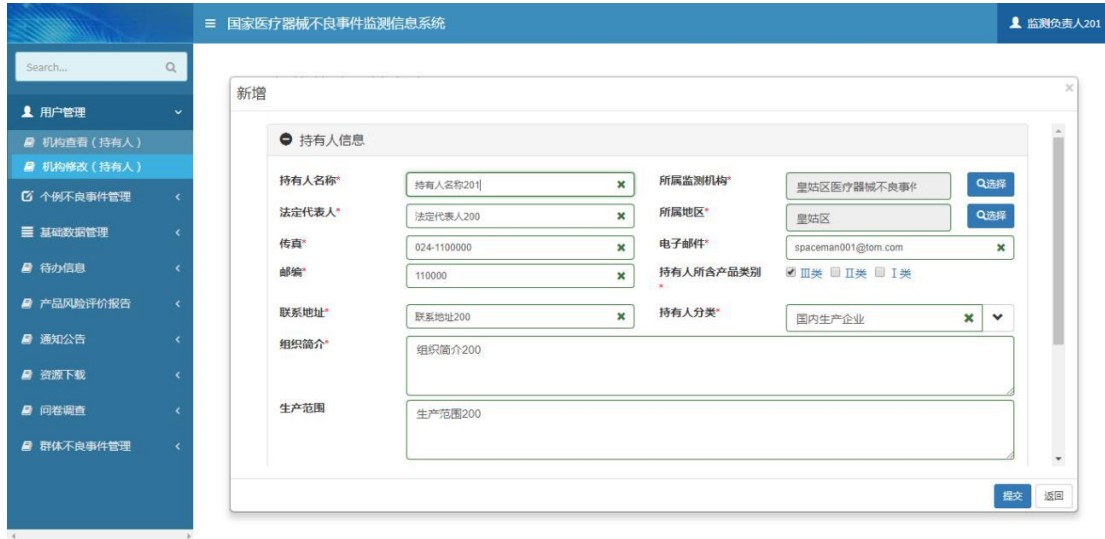 国家医疗器械不良事件监测信息系统
监测负责人201
Search...
新增
×
用户管理
机构查看（持有人）
机构修改（持有人）
个例不良事件管理
基础数据管理
待办信息
产品风险评价报告
通知公告
资源下载
问卷调查
群体不良事件管理
持有人信息
持有人名称* 持有人名称201 所属监测机构* 皇姑区医疗器械不良事件 选择
法定代表人* 法定代表人200 所属地区* 皇姑区 选择
传真* 024-1100000 电子邮件* spaceman001@tom.com
邮编* 110000 持有人所含产品类别* III类 II类 I类
联系地址* 联系地址200 持有人分类* 国内生产企业
组织简介* 组织简介200
生产范围 生产范围200
提交 返回